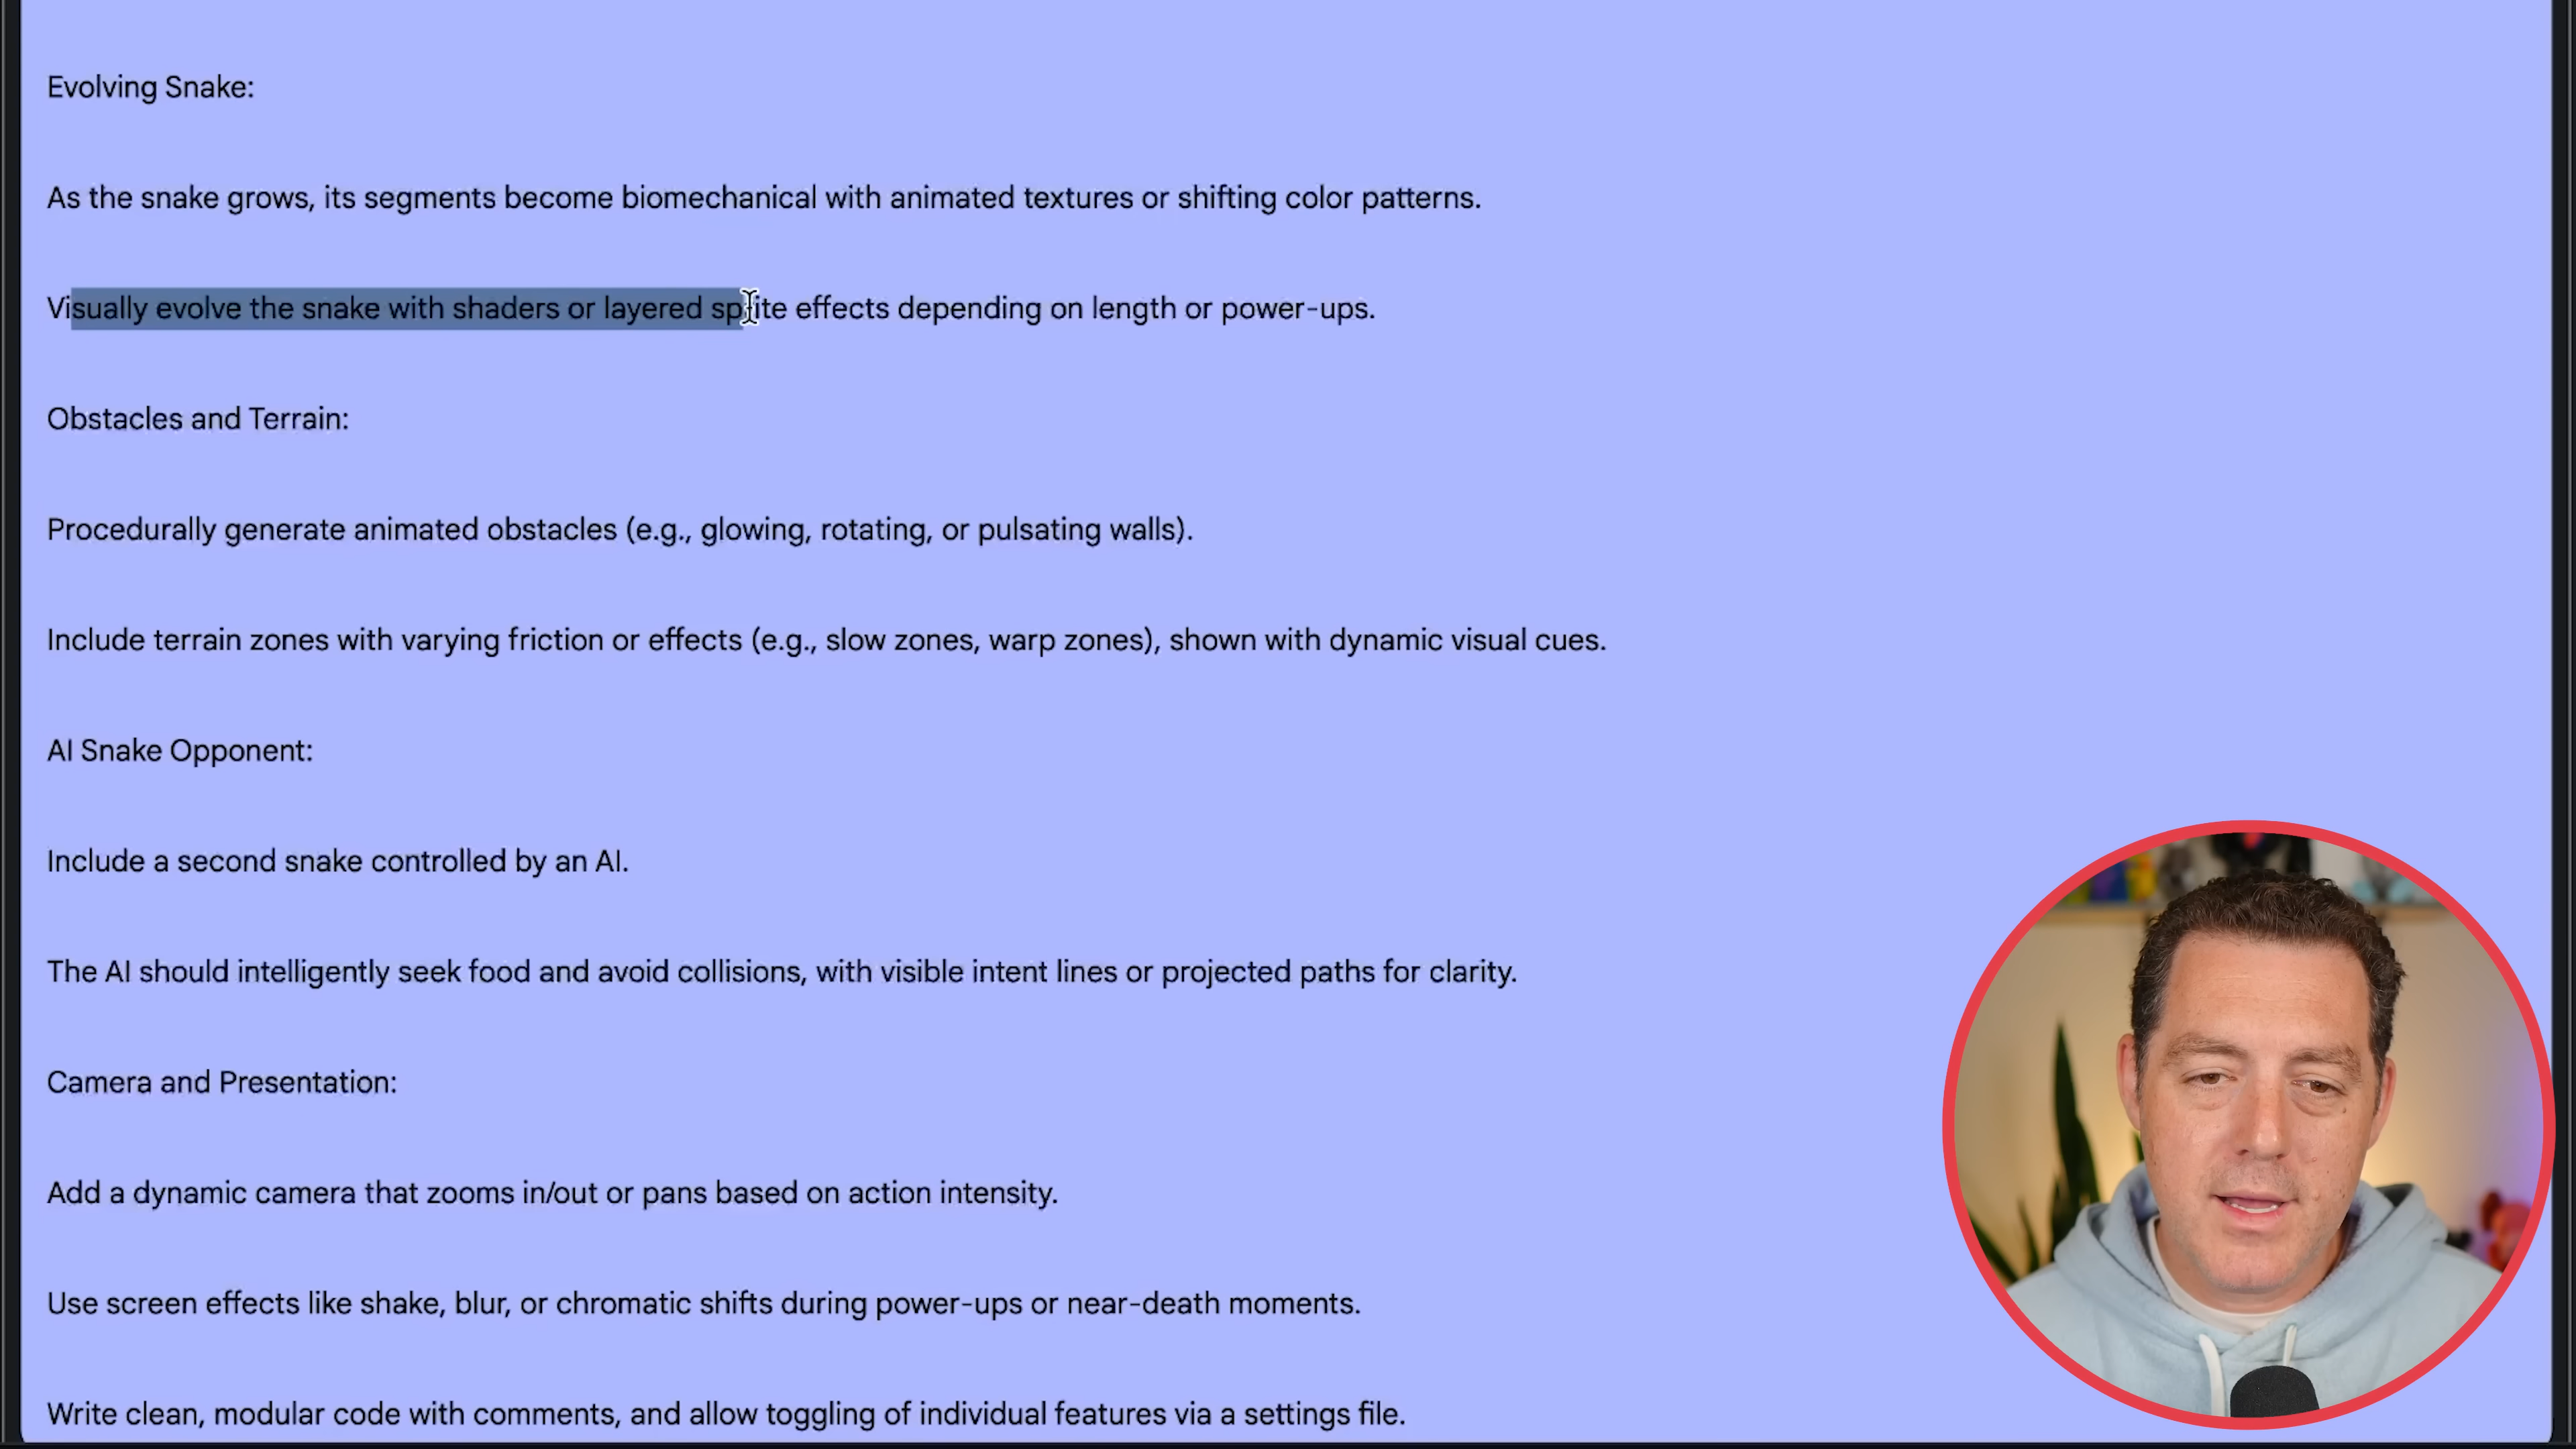 Evolving Snake:
As the snake grows, its segments become biomechanical with animated textures or shifting color patterns.
Visually evolve the snake with shaders or layered sprite effects depending on length or power-ups.
Obstacles and Terrain:
Procedurally generate animated obstacles (e.g., glowing, rotating, or pulsating walls).
Include terrain zones with varying friction or effects (e.g., slow zones, warp zones), shown with dynamic visual cues.
AI Snake Opponent:
Include a second snake controlled by an AI.
The AI should intelligently seek food and avoid collisions, with visible intent lines or projected paths for clarity.
Camera and Presentation:
Add a dynamic camera that zooms in/out or pans based on action intensity.
Use screen effects like shake, blur, or chromatic shifts during power-ups or near-death moments.
Write clean, modular code with comments, and allow toggling of individual features via a settings file.